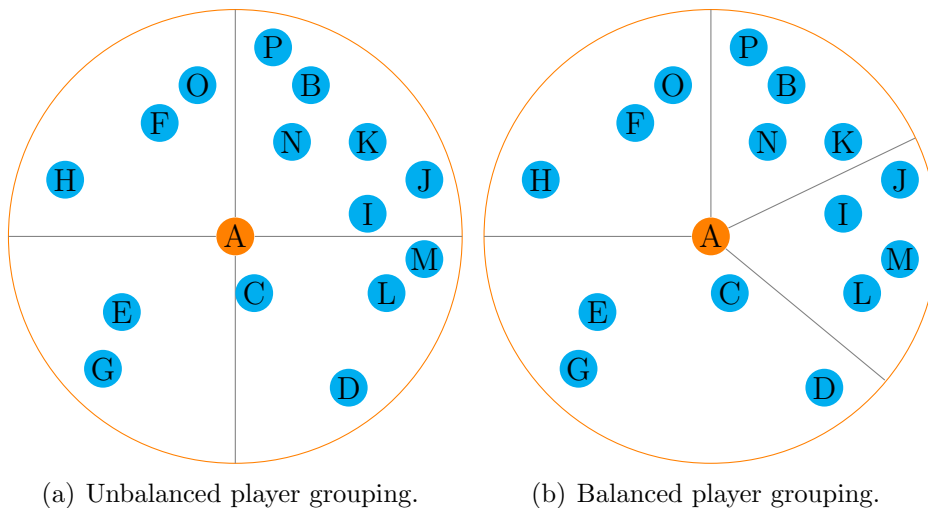 P
P
O
B
O
B
F
N
K
F
N
K
H
J
H
J
I
I
A
A
M
M
C
L
C
L
E
E
G
D
G
D
(a) Unbalanced player grouping.
(b) Balanced player grouping.